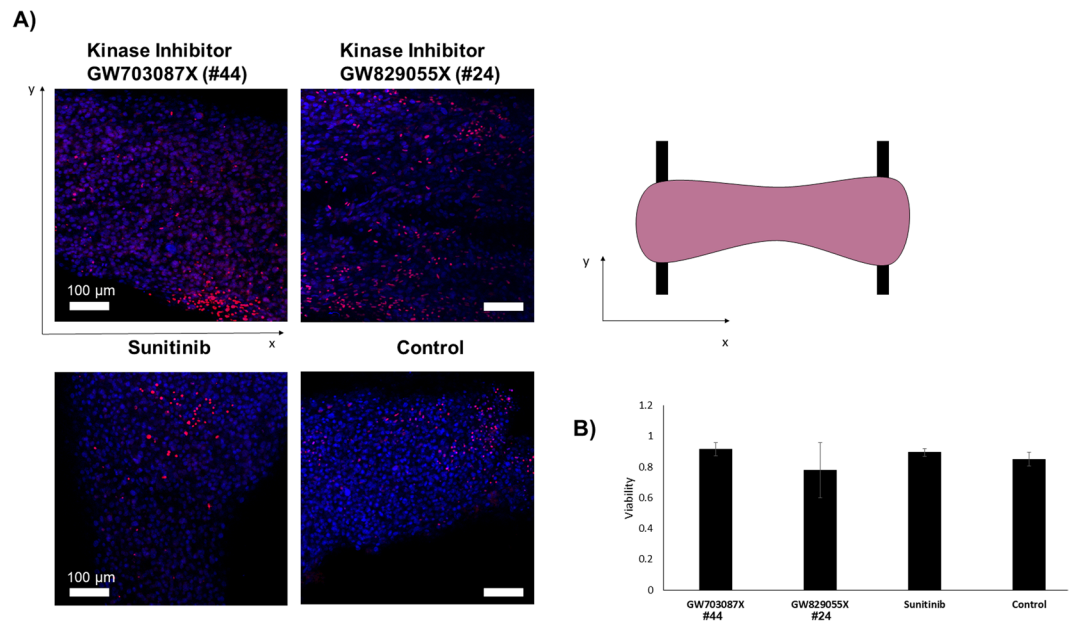 A)
Kinase Inhibitor
GW703087X (#44)
Kinase Inhibitor
GW829055X (#24)
y
100 µm
x
Sunitinib
Control
100 µm
y
x
B)
Viability
1.2
1
0.8
0.6
0.4
0.2
0
GW703087X
#44
GW829055X
#24
Sunitinib
Control